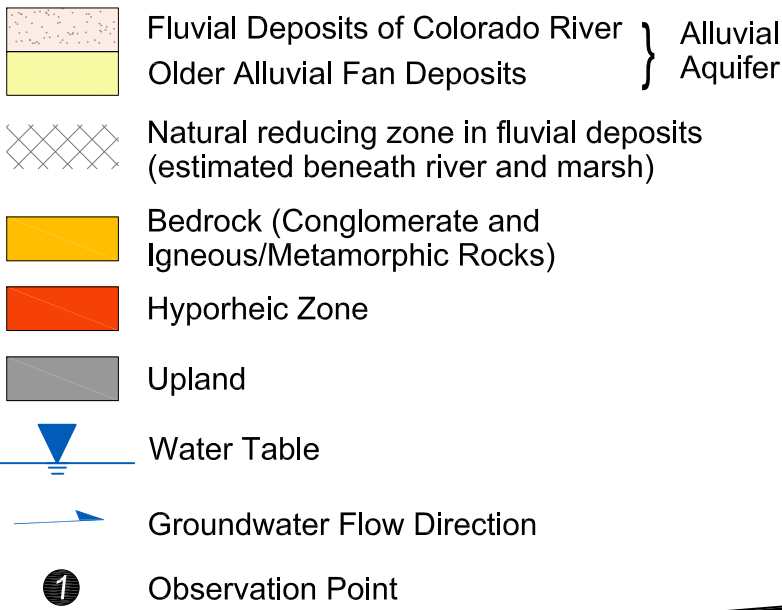 Fluvial Deposits of Colorado River } Alluvial
Older Alluvial Fan Deposits Aquifer
Natural reducing zone in fluvial deposits
(estimated beneath river and marsh)
Bedrock (Conglomerate and
Igneous/Metamorphic Rocks)
Hyporheic Zone
Upland
Water Table
Groundwater Flow Direction
1 Observation Point